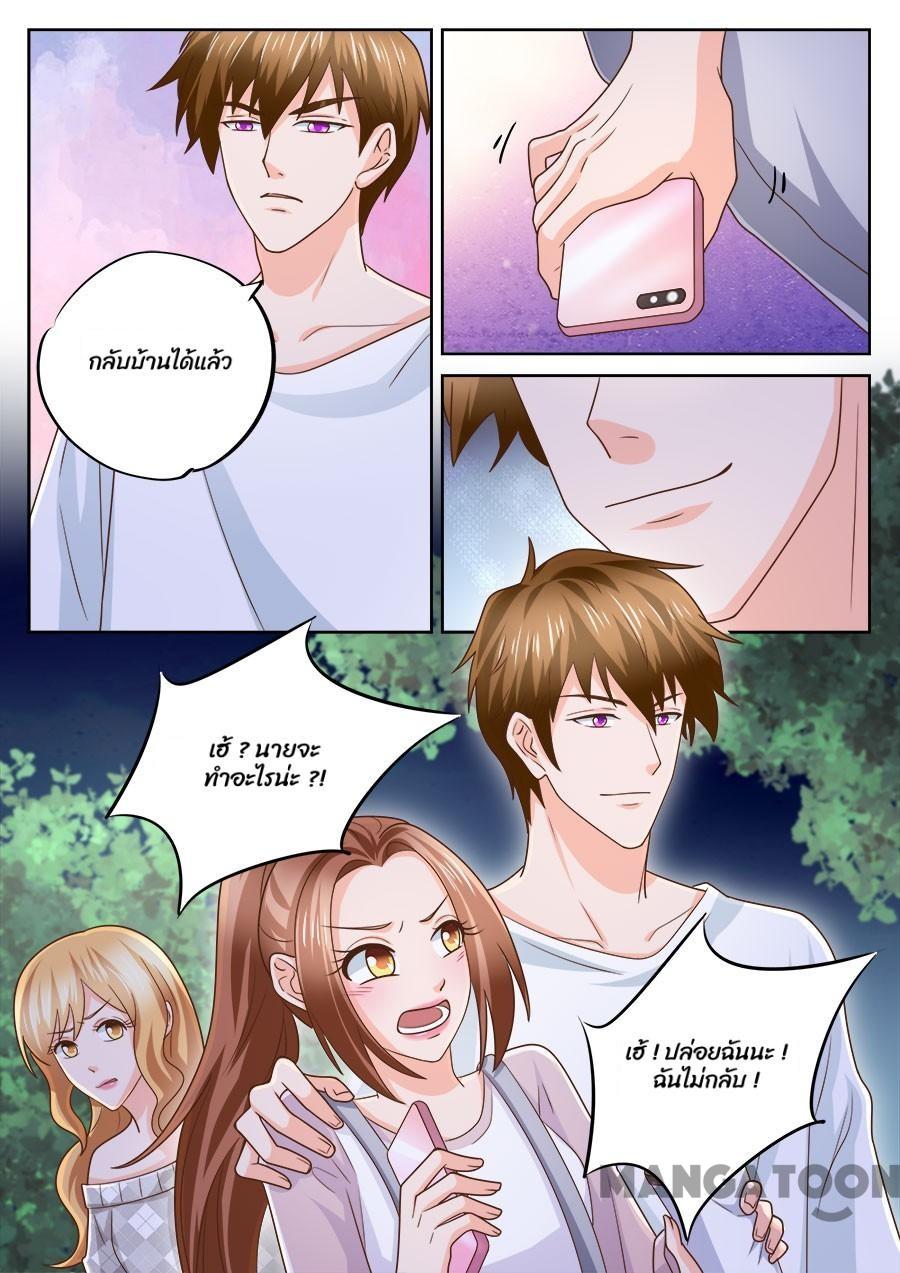 กลับบ้านได้แล้ว
เฮ้ ? นายจะ
ทำอะไรน่ะ ?!
เฮ้ ! ปล่อยฉันนะ !
ฉันไม่กลับ !
MANGATOON